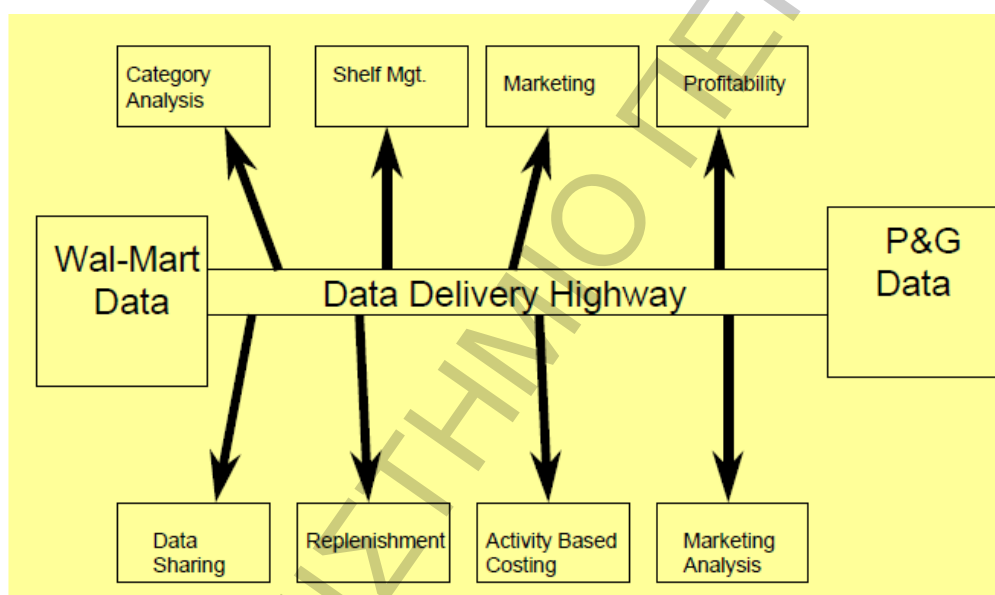 Category
Analysis
Shelf Mgt.
Marketing
Profitability
Wal-Mart
Data
Data Delivery Highway
P&G
Data
Data
Sharing
Replenishment
Activity Based
Costing
Marketing
Analysis